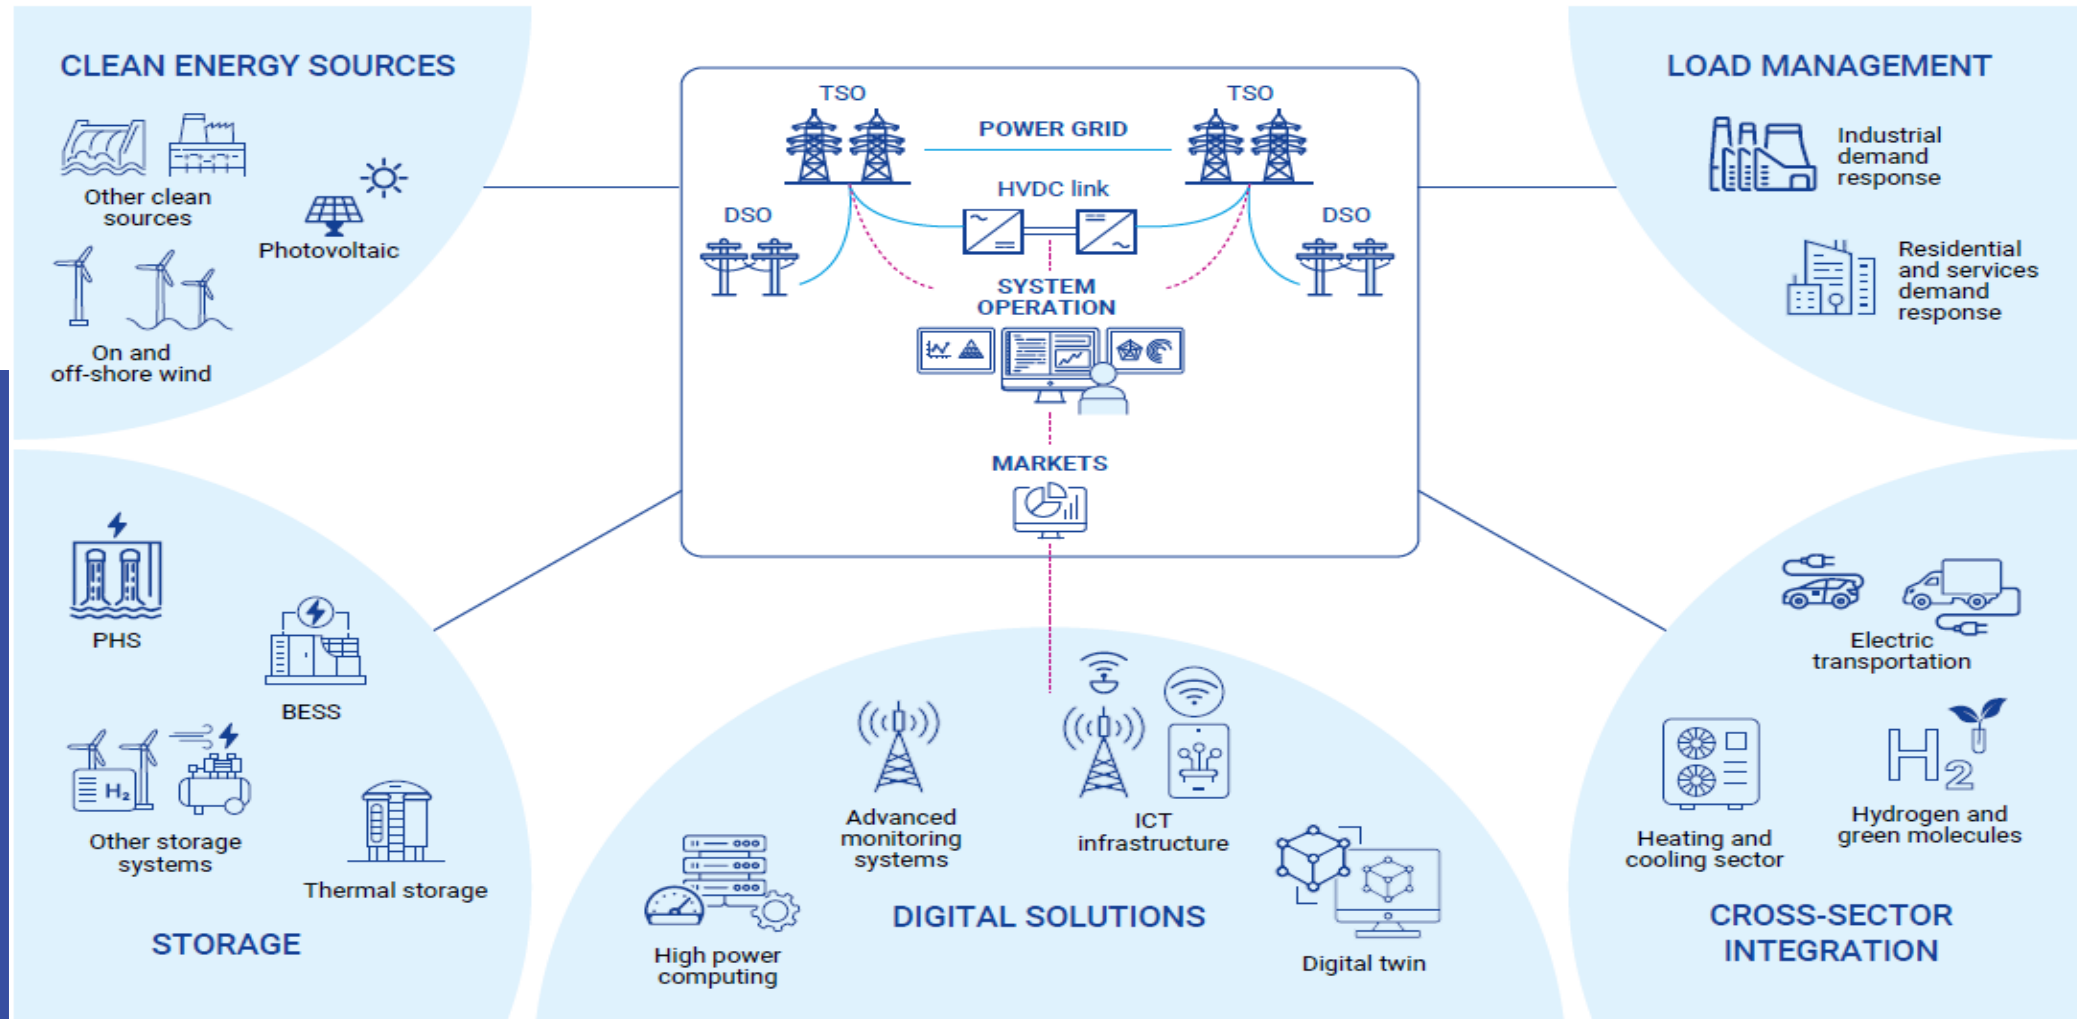 CLEAN ENERGY SOURCES
Other clean
sources
Photovoltaic
On and
off-shore wind
TSO
TSO
POWER GRID
HVDC link
DSO
DSO
SYSTEM
OPERATION
MARKETS
LOAD MANAGEMENT
Industrial
demand
response
Residential
and services
demand
response
PHS
BESS
H2
Other storage
systems
Thermal storage
STORAGE
Advanced
monitoring
systems
ICT
infrastructure
High power
computing
DIGITAL SOLUTIONS
Digital twin
Electric
transportation
H2
Heating and
cooling sector
Hydrogen and
green molecules
CROSS-SECTOR
INTEGRATION